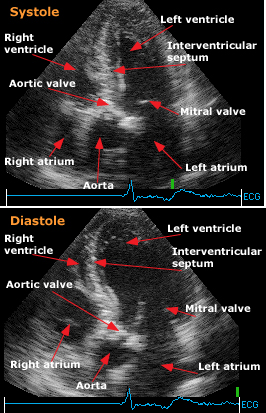 Systole
Left ventricle
Right
ventricle
Interventricular
septum
Aortic valve
Mitral valve
Right atrium
Left atrium
Aorta
ECG
Diastole
Left ventricle
Right
ventricle
Interventricular
septum
Aortic valve
Mitral valve
Right atrium
Left atrium
Aorta
ECG